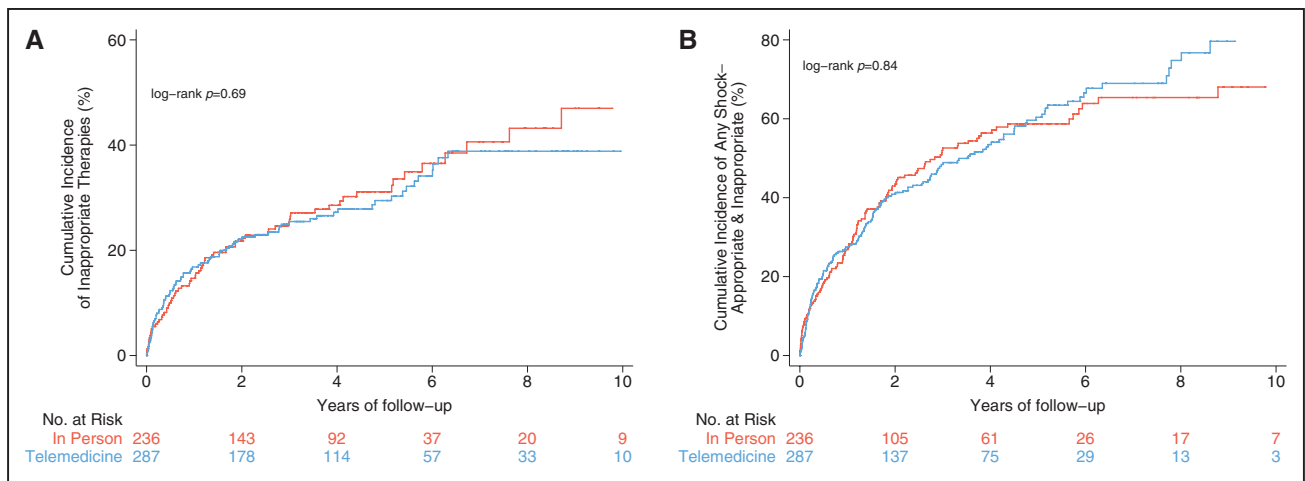 A
60
40
20
0
Cumulative Incidence
of Inappropriate Therapies (%)
log–rank p=0.69
0 2 4 6 8 10
Years of follow–up
No. at Risk
In Person 236 143 92 37 20 9
Telemedicine 287 178 114 57 33 10
B
80
60
40
20
0
Cumulative Incidence of Any Shock–
Appropriate & Inappropriate (%)
log–rank p=0.84
0 2 4 6 8 10
Years of follow–up
No. at Risk
In Person 236 105 61 26 17 7
Telemedicine 287 137 75 29 13 3